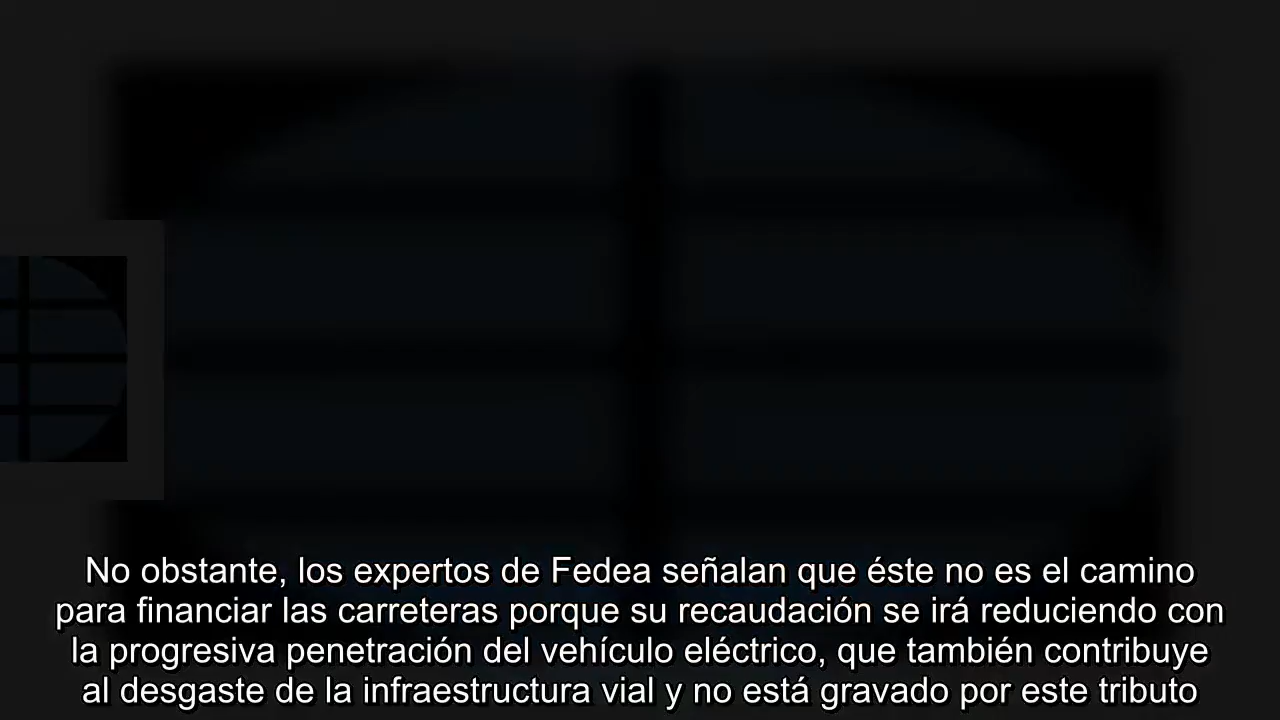 No obstante, los expertos de Fedea señalan que éste no es el camino
para financiar las carreteras porque su recaudación se irá reduciendo con
la progresiva penetración del vehículo eléctrico, que también contribuye
al desgaste de la infraestructura vial y no está gravado por este tributo